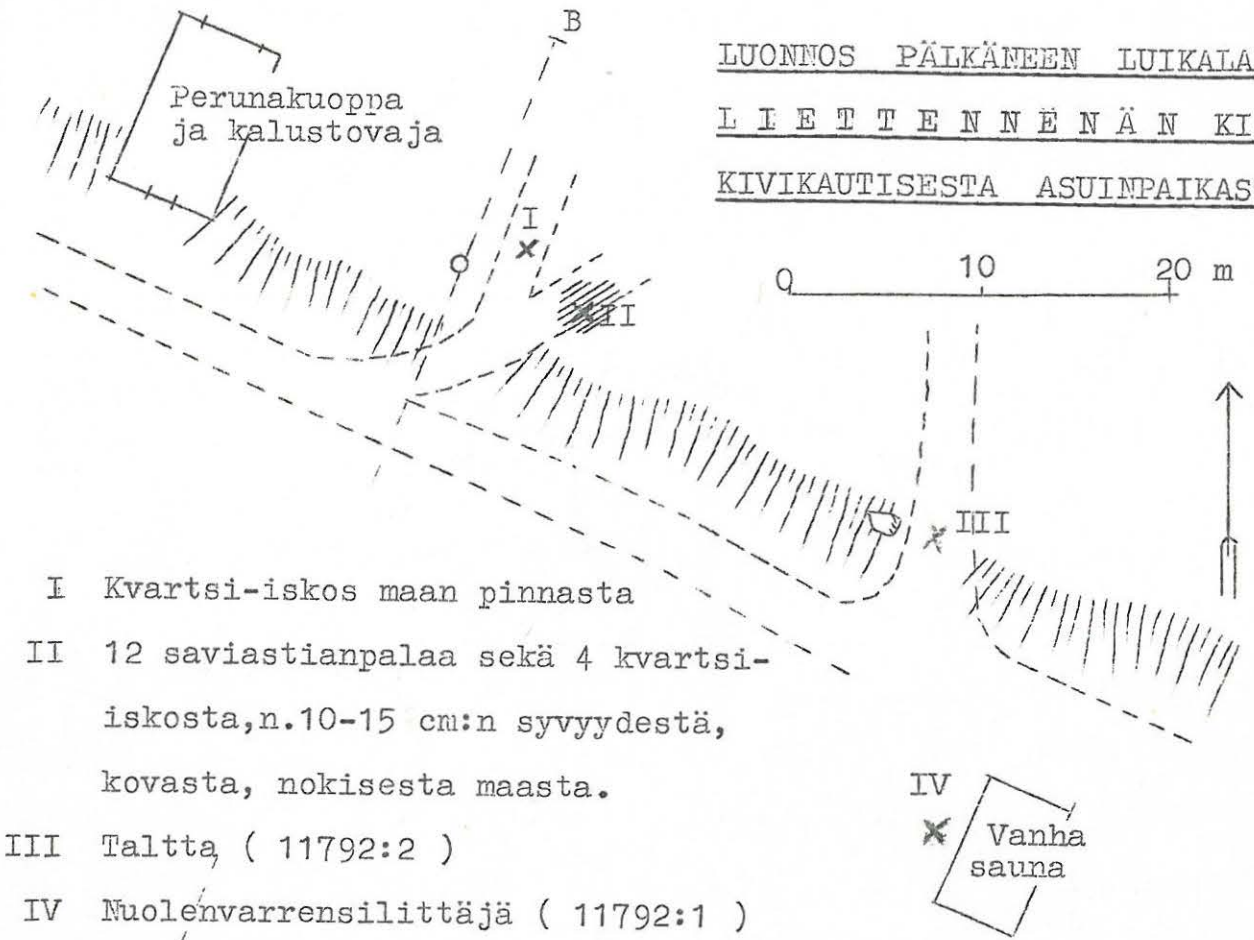 B
LUONNOS PÄLKÄNEEN LUIKALA
L I E T T E N N E N Ä N KI
KIVIKAUTISESTA ASUINPAIKAS
Perunakuoppa
ja kalustovaja
I
0 10 20 m
II
III
I Kvartsi-iskos maan pinnasta
II 12 saviastianpalaa sekä 4 kvartsi-
iskosta,n.10-15 cm:n syvyydestä,
kovasta, nokisesta maasta.
III Taltta ( 11792:2 )
IV Nuolenvarrensilittäjä ( 11792:1 )
IV
Vanha
sauna